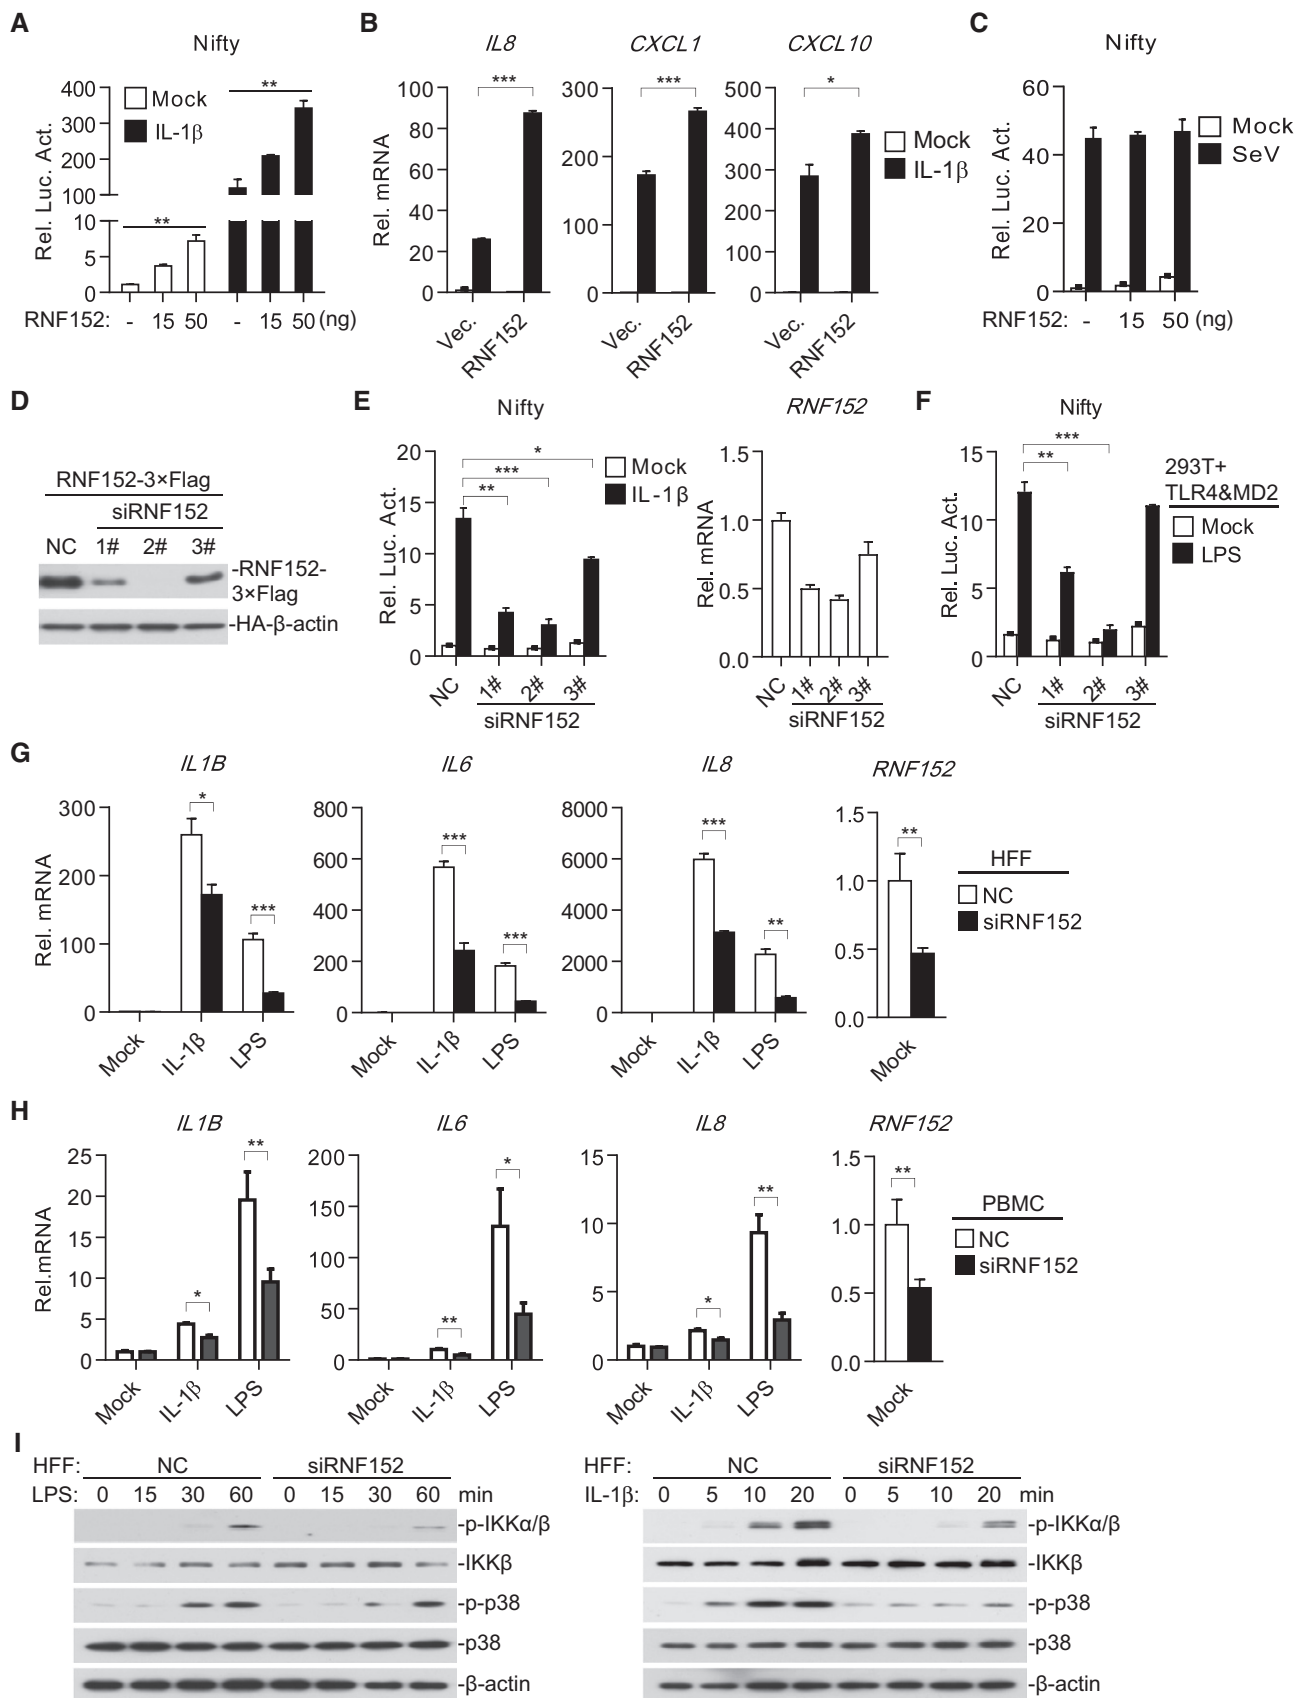 A
Nifty
Rel. Luc. Act.
400
300
200
100
10
5
0
Mock
IL-1β
**
**
RNF152: - 15 50 - 15 50 (ng)
B
IL8 CXCL1 CXCL10
Rel. mRNA
100
80
60
40
20
0
***
300
200
100
0
***
500
400
300
200
100
0
*
Mock
IL-1β
Vec. RNF152 Vec. RNF152 Vec. RNF152
C
Nifty
Rel. Luc. Act.
60
40
20
0
Mock
SeV
RNF152: - 15 50 (ng)
D
RNF152-3×Flag
siRNF152
NC 1# 2# 3#
-RNF152-
3×Flag
-HA-β-actin
E
Nifty
Rel. Luc. Act.
20
15
10
5
0
*
***
**
Mock
IL-1β
NC 1# 2# 3#
siRNF152
RNF152
Rel. mRNA
1.5
1.0
0.5
0.0
NC 1# 2# 3#
siRNF152
F
Nifty
Rel. Luc. Act.
15
10
5
0
***
**
293T+
TLR4&MD2
Mock
LPS
NC 1# 2# 3#
siRNF152
G
IL1B IL6 IL8 RNF152
Rel. mRNA
300
200
100
0
*
***
Mock IL-1β LPS
800
600
400
200
0
***
***
Mock IL-1β LPS
8000
6000
4000
2000
0
***
**
Mock IL-1β LPS
1.5
1.0
0.5
0.0
**
Mock
HFF
NC
siRNF152
H
IL1B IL6 IL8 RNF152
Rel.mRNA
25
20
15
10
5
0
*
**
Mock IL-1β LPS
200
150
100
50
0
**
*
Mock IL-1β LPS
15
10
5
0
*
**
Mock IL-1β LPS
1.5
1.0
0.5
0.0
**
Mock
PBMC
NC
siRNF152
I
HFF: NC siRNF152
LPS: 0 15 30 60 0 15 30 60 min
-p-IKKα/β
-IKKβ
-p-p38
-p38
-β-actin
HFF: NC siRNF152
IL-1β: 0 5 10 20 0 5 10 20 min
-p-IKKα/β
-IKKβ
-p-p38
-p38
-β-actin